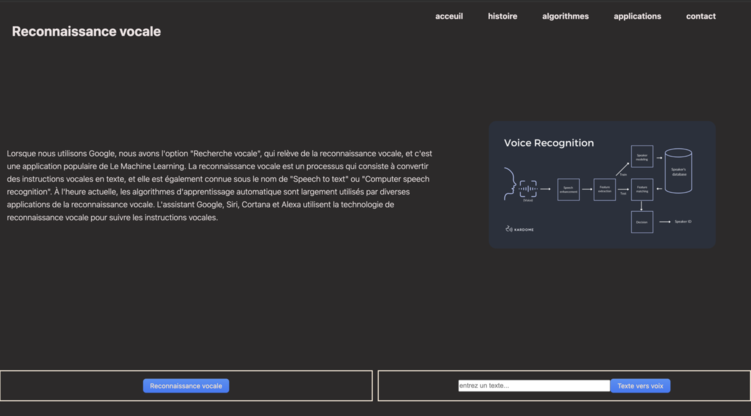 acceuil histoire algorithmes applications contact
Reconnaissance vocale
Lorsque nous utilisons Google, nous avons l'option "Recherche vocale", qui relève de la reconnaissance vocale, et c'est
une application populaire de Le Machine Learning. La reconnaissance vocale est un processus qui consiste à convertir
des instructions vocales en texte, et elle est également connue sous le nom de "Speech to text" ou "Computer speech
recognition". À l'heure actuelle, les algorithmes d'apprentissage automatique sont largement utilisés par diverses
applications de la reconnaissance vocale. L'assistant Google, Siri, Cortana et Alexa utilisent la technologie de
reconnaissance vocale pour suivre les instructions vocales.
Voice Recognition
Speaker
modeling
Speaker's
database
Train
Speech
enhancement
Feature
extraction
Feature
matching
Test
Decision
Speaker ID
KARDOME
Reconnaissance vocale
entrez un texte...
Texte vers voix